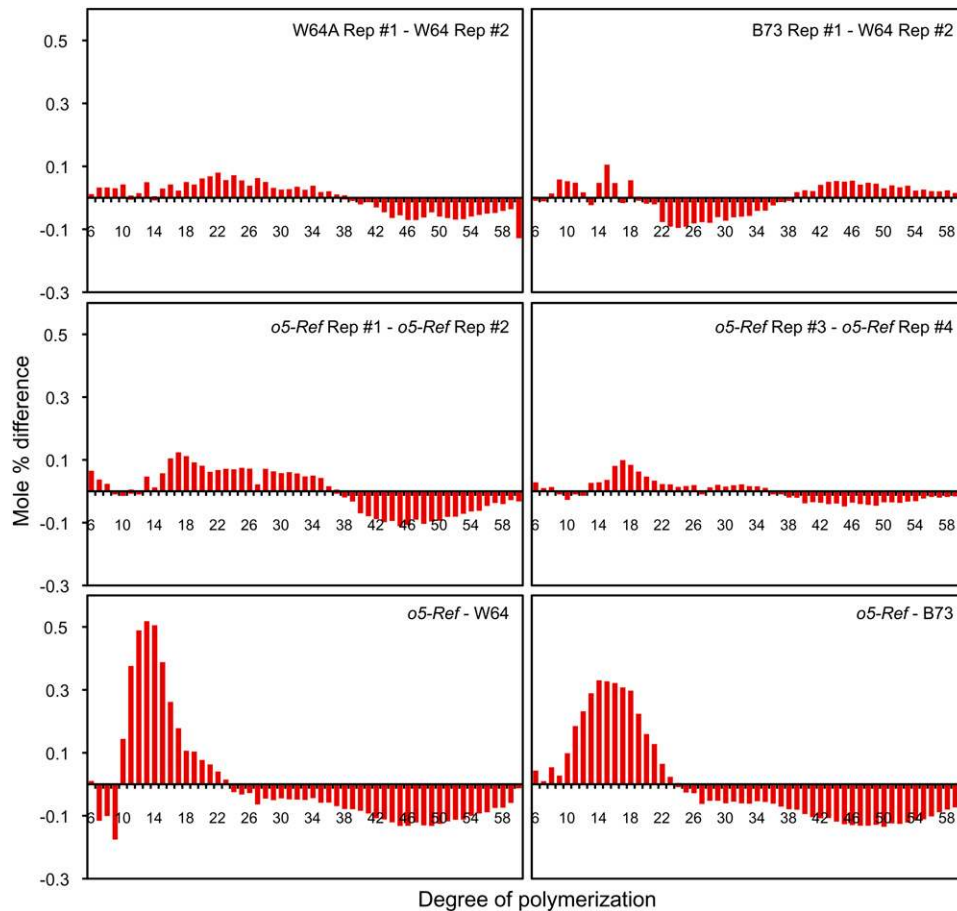 W64A Rep #1 - W64 Rep #2
B73 Rep #1 - W64 Rep #2
0.5
0.3
0.1
-0.1
-0.3
6 10 14 18 22 26 30 34 38 42 46 50 54 58
6 10 14 18 22 26 30 34 38 42 46 50 54 58
o5-Ref Rep #1 - o5-Ref Rep #2
o5-Ref Rep #3 - o5-Ref Rep #4
0.5
0.3
0.1
-0.1
-0.3
6 10 14 18 22 26 30 34 38 42 46 50 54 58
6 10 14 18 22 26 30 34 38 42 46 50 54 58
Mole % difference
o5-Ref - W64
o5-Ref - B73
0.5
0.3
0.1
-0.1
-0.3
6 10 14 18 22 26 30 34 38 42 46 50 54 58
6 10 14 18 22 26 30 34 38 42 46 50 54 58
Degree of polymerization